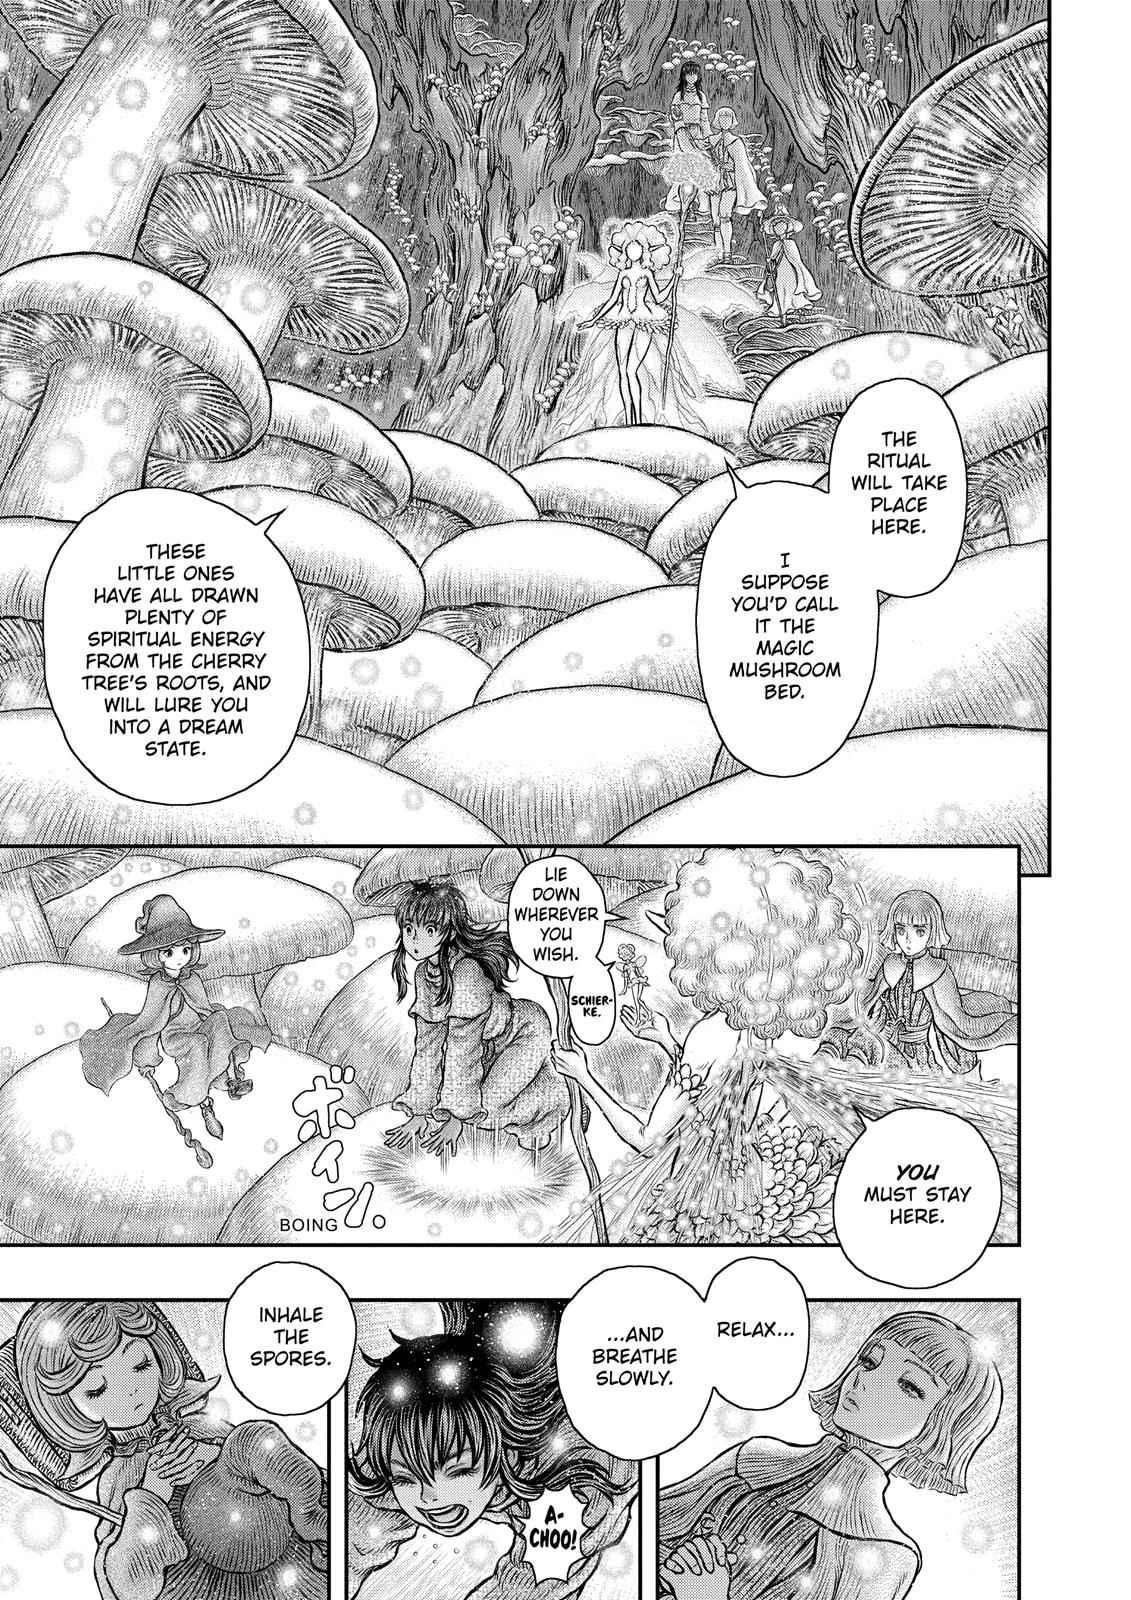 THE
RITUAL
WILL TAKE
PLACE
HERE.
I
SUPPOSE
YOU'D CALL
IT THE
MAGIC
MUSHROOM
BED.
THESE
LITTLE ONES
HAVE ALL DRAWN
PLENTY OF
SPIRITUAL ENERGY
FROM THE CHERRY
TREE'S ROOTS, AND
WILL LURE YOU
INTO A DREAM
STATE.
LIE
DOWN
WHEREVER
YOU
WISH.
SCHIER-
KE.
ボイン。
BOING
YOU
MUST STAY
HERE.
RELAX...
...AND
BREATHE
SLOWLY.
A-
CHOO!
INHALE
THE
SPORES.